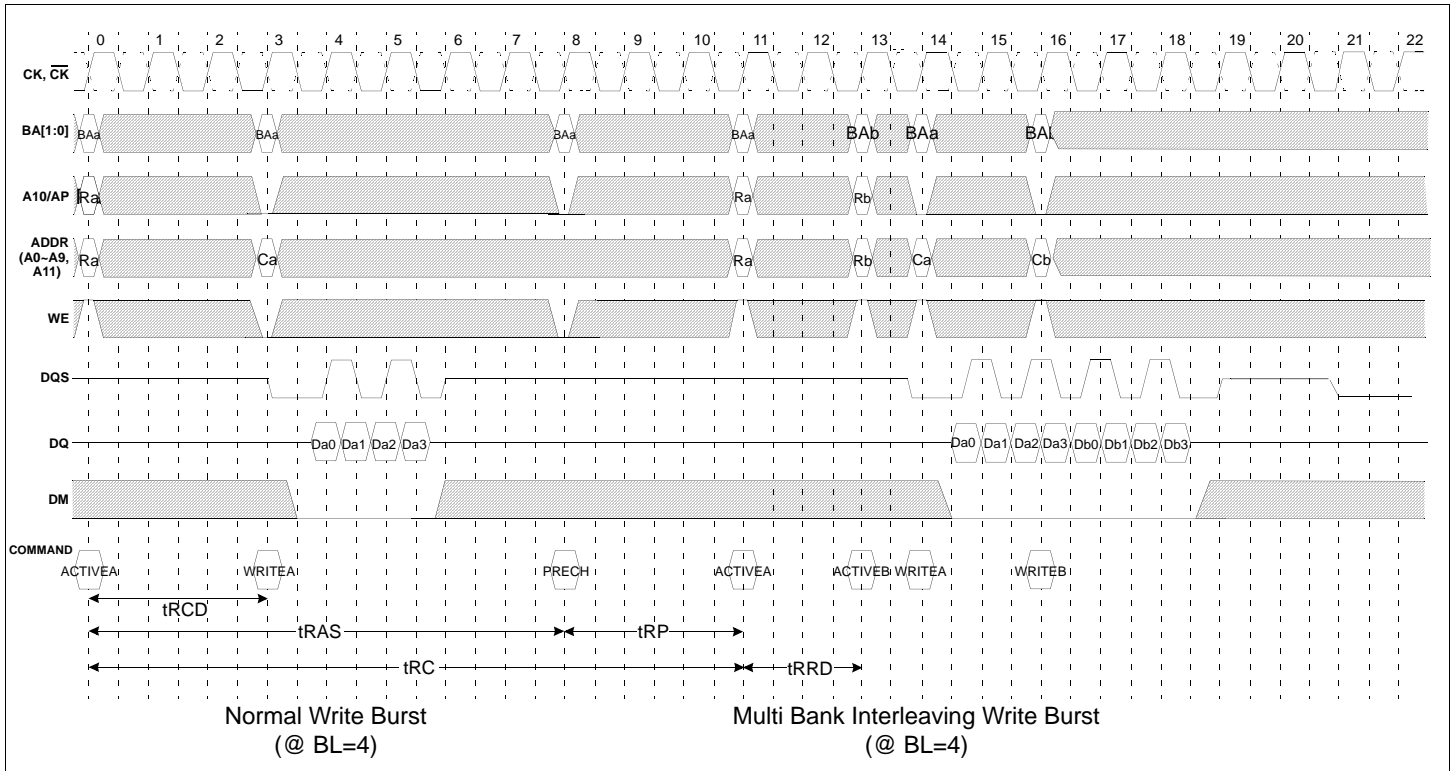 0 1 2 3 4 5 6 7 8 9 10 11 12 13 14 15 16 17 18 19 20 21 22
CK, CK
BA[1:0] BAa BAa BAa BAa BAb BAa
A10/AP Ra Ra Rb
ADDR
(A0~A9,
A11)
Ra Ca Ra Rb Ca Cb
WE
DQS
DQ Da0 Da1 Da2 Da3 Da0 Da1 Da2 Da3 Db0 Db1 Db2 Db3
DM
COMMAND
ACTIVEA WRITEA PRECH ACTIVEA ACTIVEB WRITEA WRITEB
tRCD
tRAS tRP
tRC tRRD
Normal Write Burst Multi Bank Interleaving Write Burst
(@ BL=4) (@ BL=4)